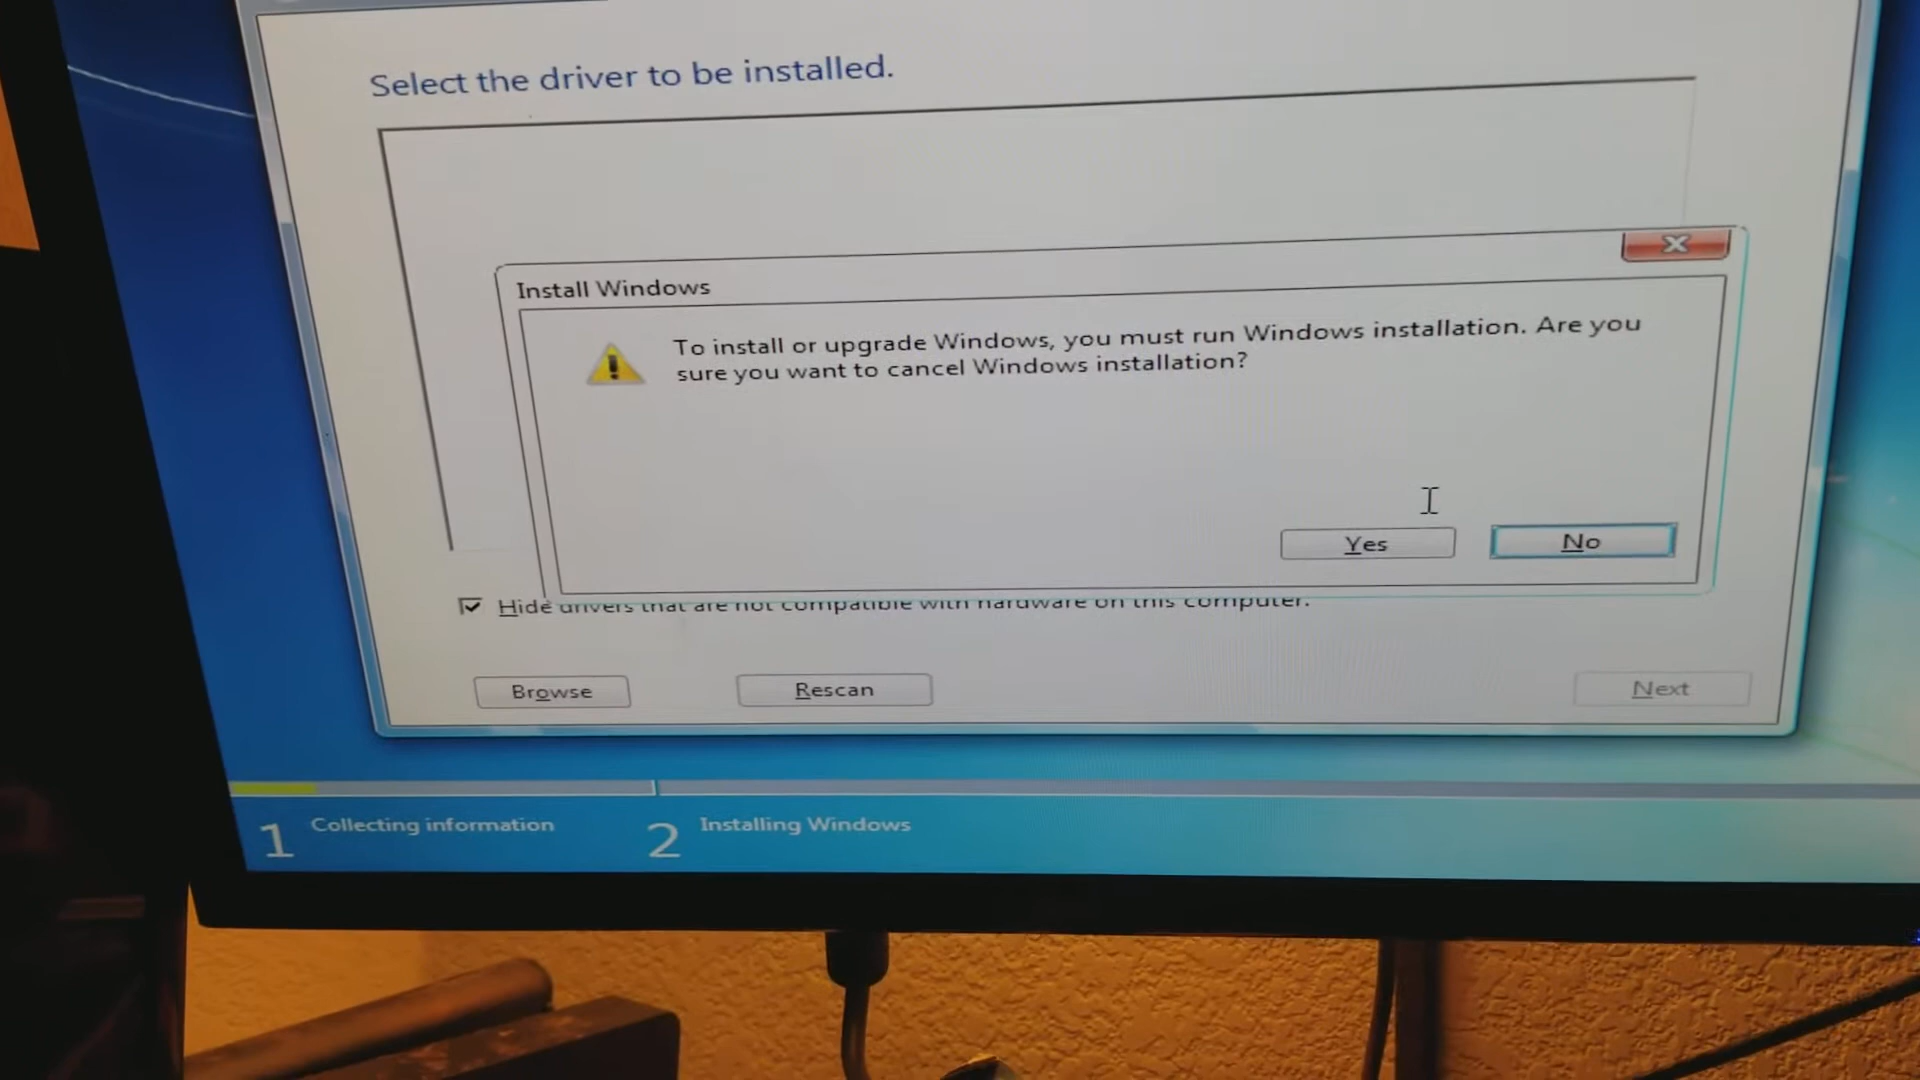 Select the driver to be installed.
Install Windows
To install or upgrade Windows, you must run Windows installation. Are you
sure you want to cancel Windows installation?
Yes
No
Hide drivers that are not compatible with hardware on this computer.
Browse
Rescan
Next
1 Collecting information
2 Installing Windows